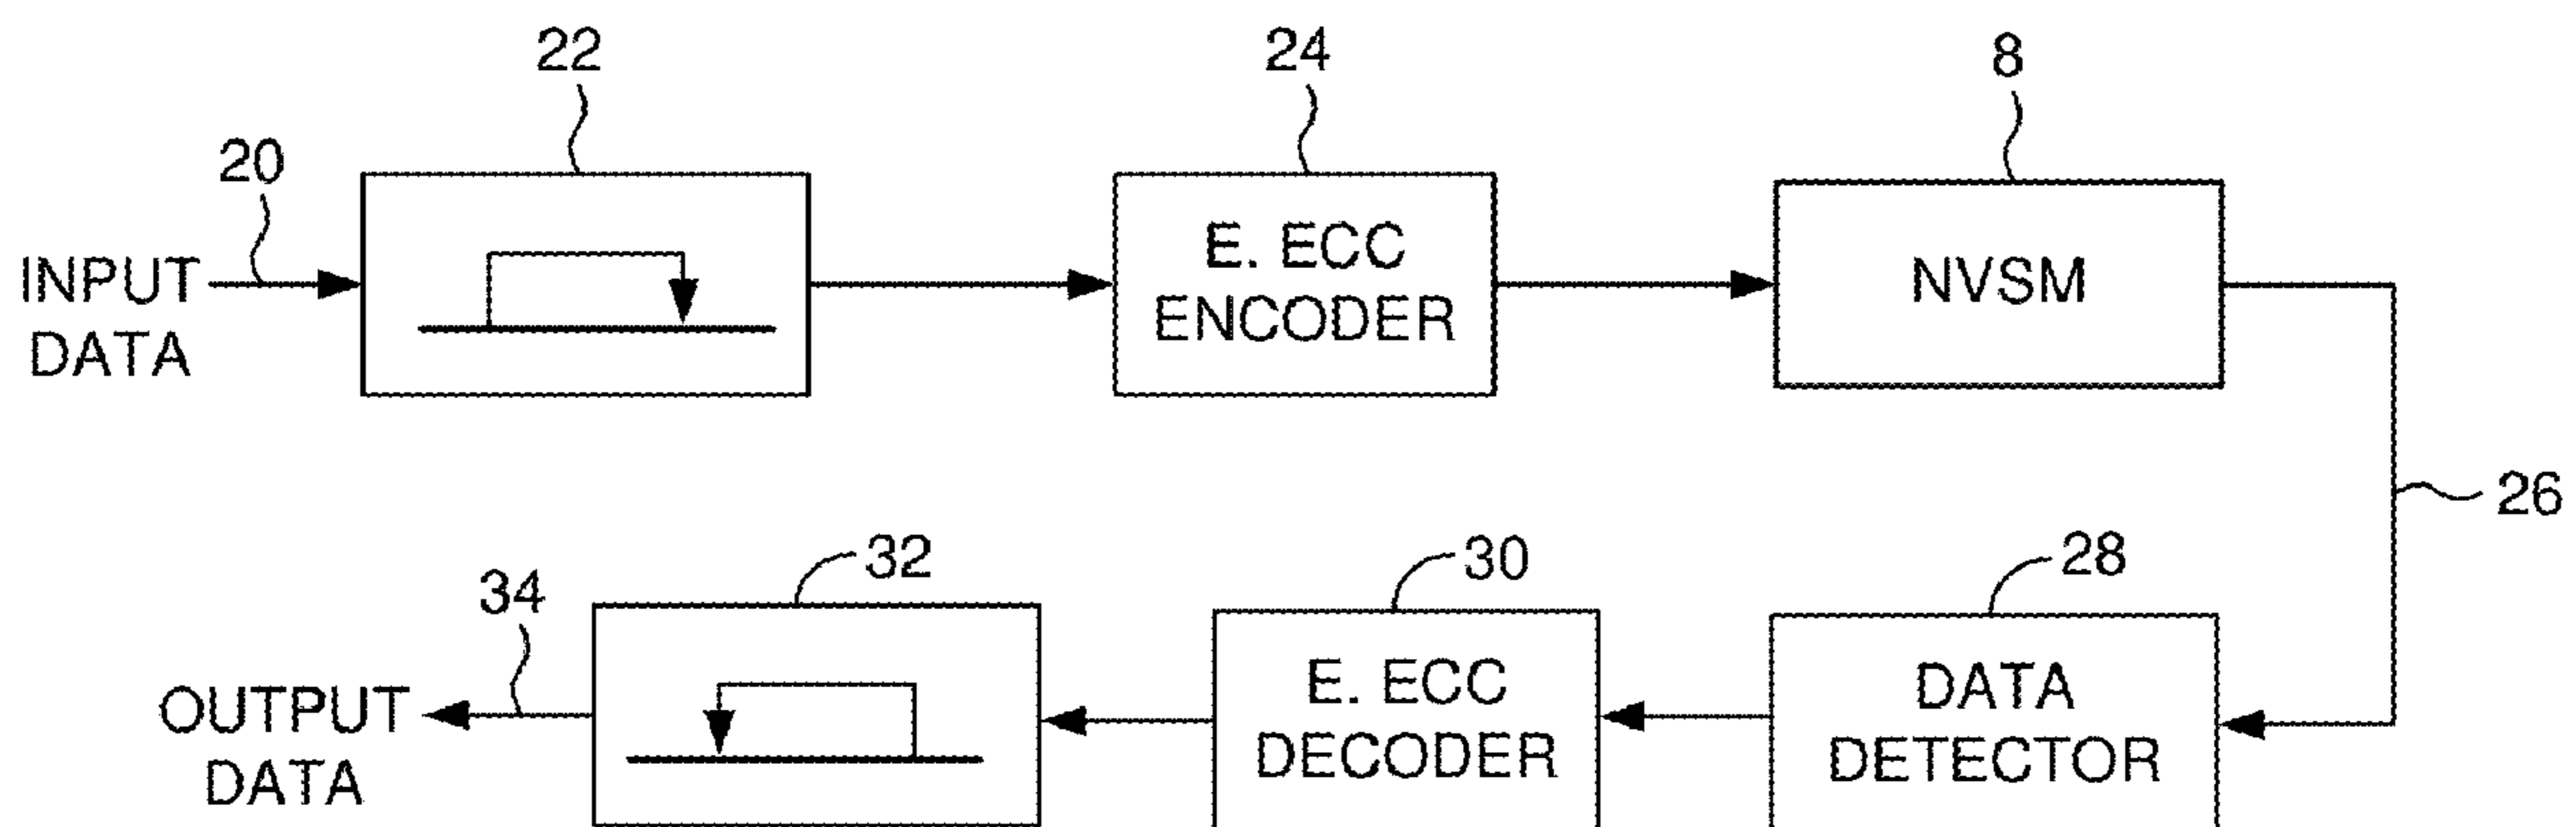 22
24
8
20
INPUT
DATA
E. ECC
ENCODER
NVSM
26
34
32
30
28
OUTPUT
DATA
E. ECC
DECODER
DATA
DETECTOR